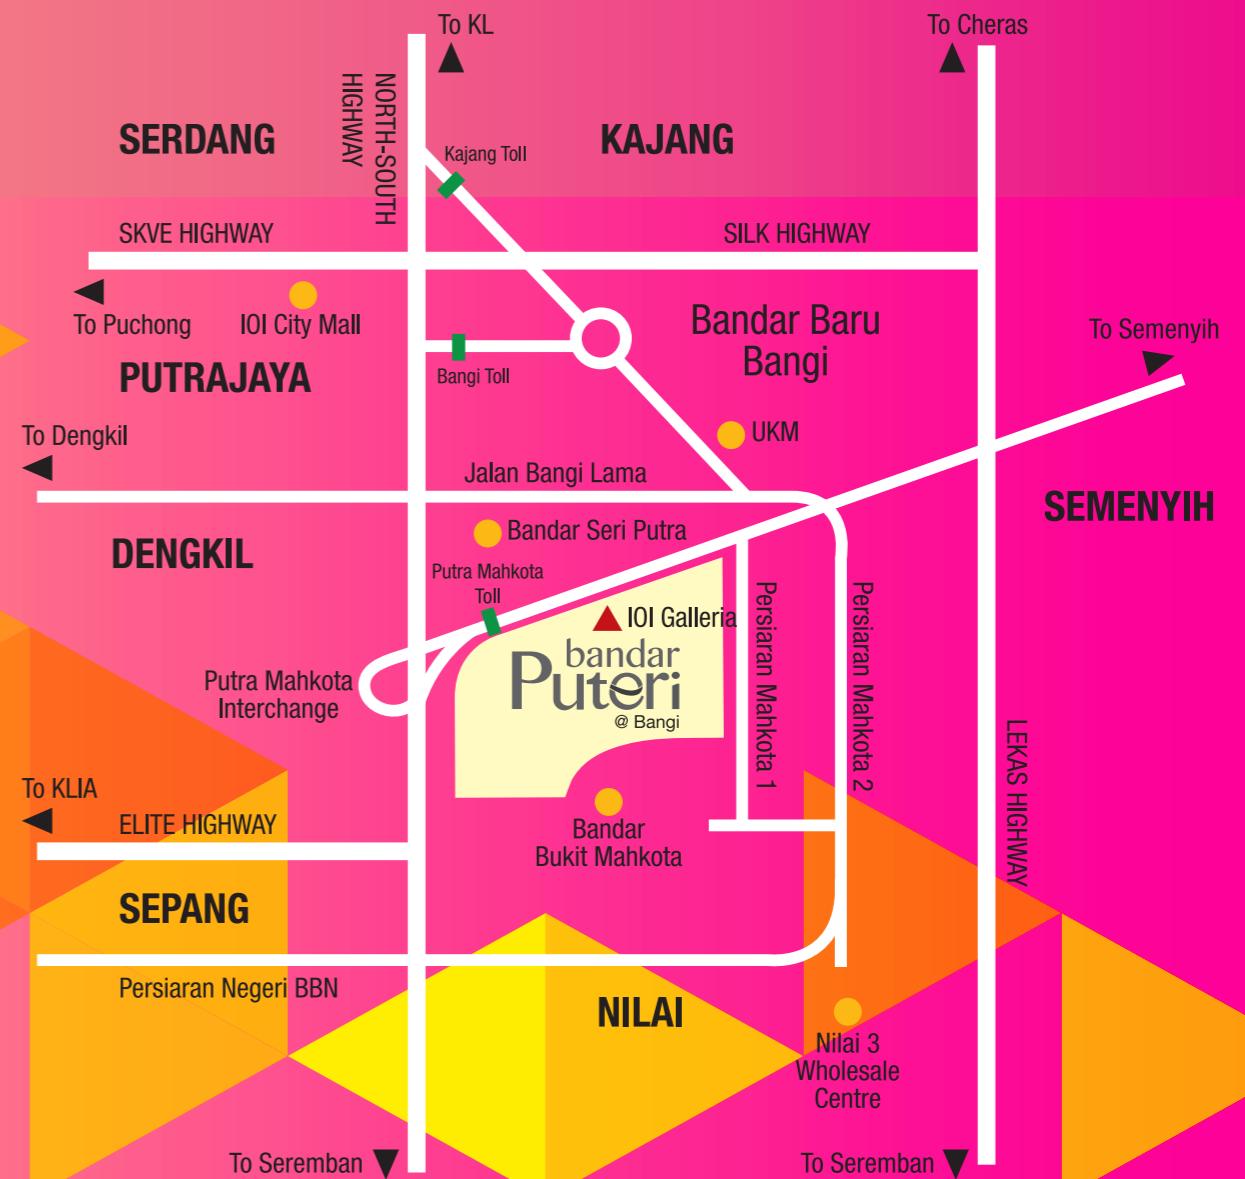 To KL
To Cheras
NORTH-SOUTH
HIGHWAY
SERDANG
KAJANG
Kajang Toll
SKVE HIGHWAY
SILK HIGHWAY
To Puchong
IOI City Mall
Bandar Baru
Bangi
To Semenyih
PUTRAJAYA
Bangi Toll
To Dengkil
UKM
Jalan Bangi Lama
SEMENYIH
Bandar Seri Putra
DENGKIL
Putra Mahkota
Toll
IOI Galleria
Persiaran Mahkota 1
Persiaran Mahkota 2
bandar
Puteri
@ Bangi
Putra Mahkota
Interchange
LEKAS HIGHWAY
To KLIA
ELITE HIGHWAY
Bandar
Bukit Mahkota
SEPANG
Persiaran Negeri BBN
NILAI
Nilai 3
Wholesale
Centre
To Seremban
To Seremban